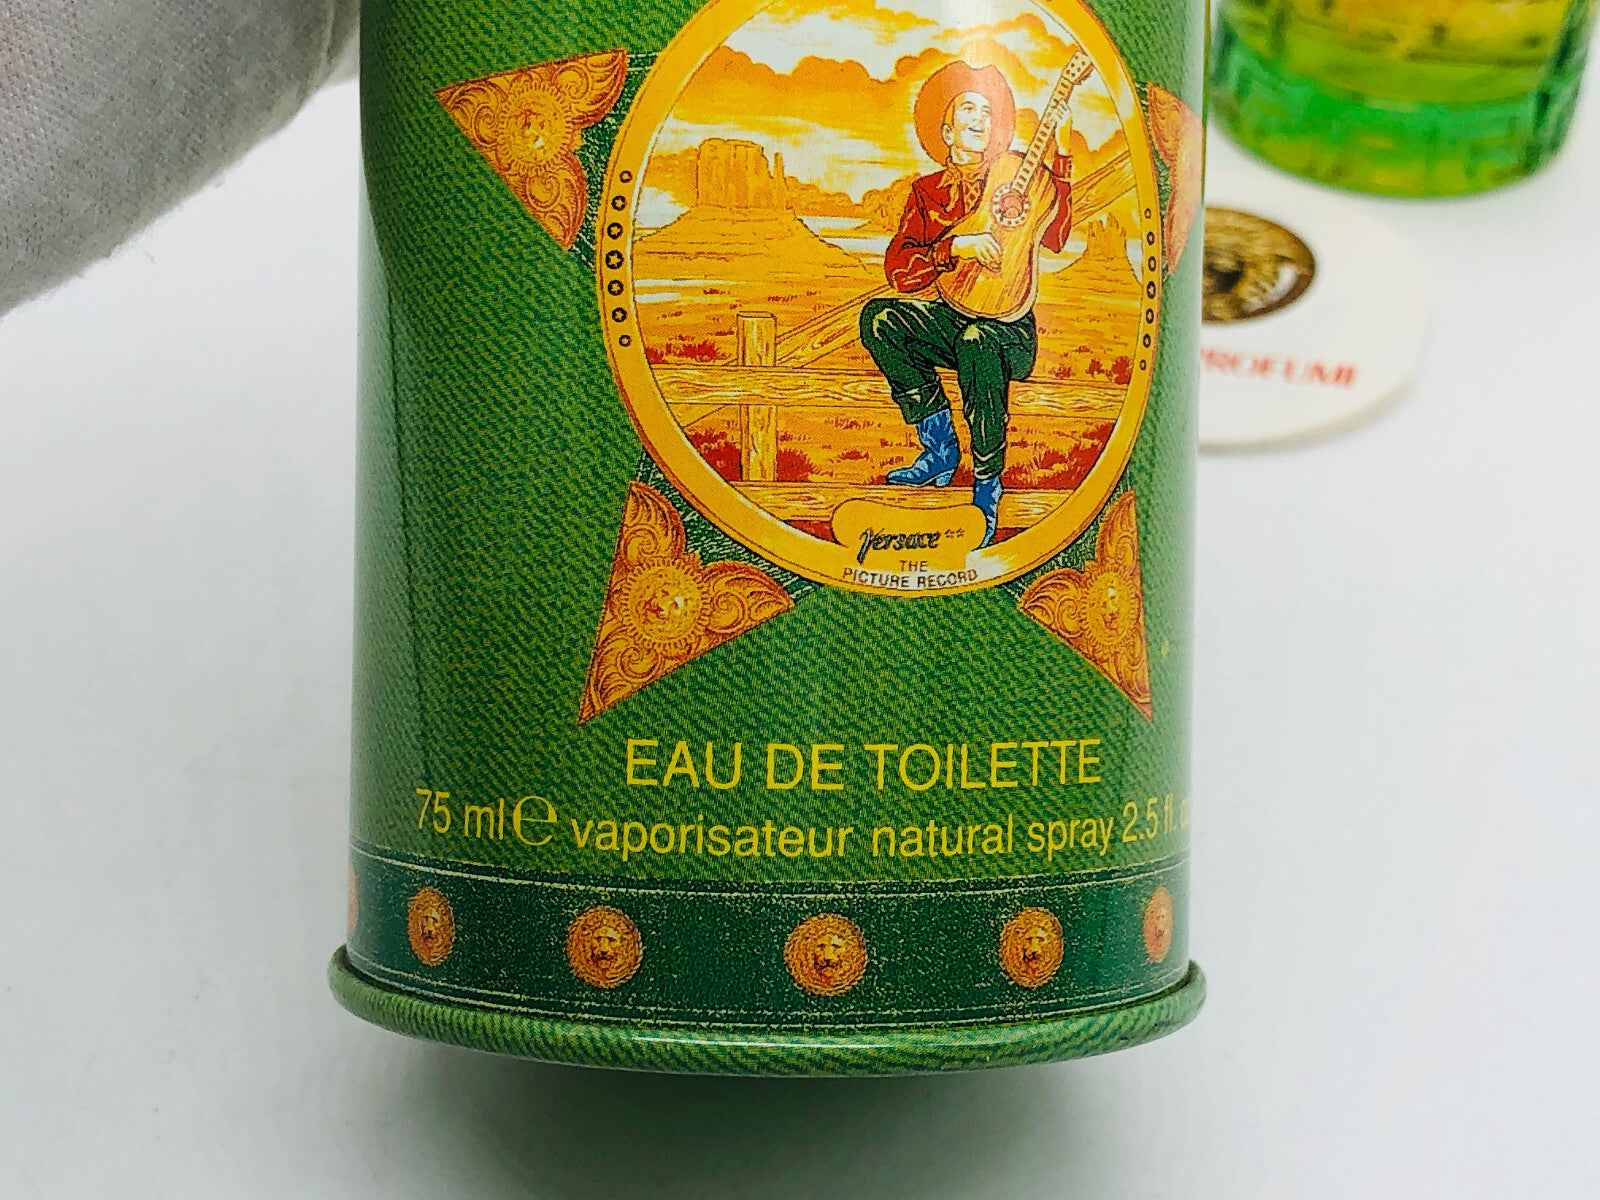 Versace
THE
PICTURE RECORD
EAU DE TOILETTE
75 ml℮ vaporisateur natural spray 2.5 fl.
PROFUMI